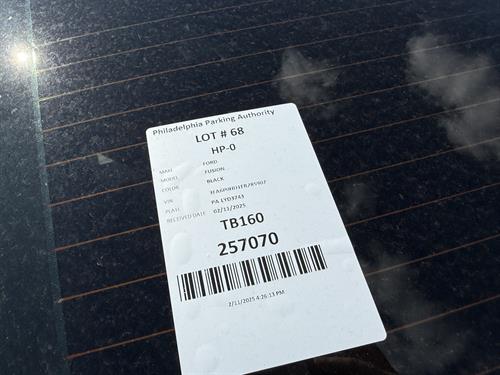 Philadelphia Parking Authority
LOT # 68
HP-0
MAKE FORD
MODEL FUSION
COLOR BLACK
VIN
PLATE PA LYD3743
RECEIVED DATE 02/11/2025
TB160
257070
2/11/2025 4:26:13 PM